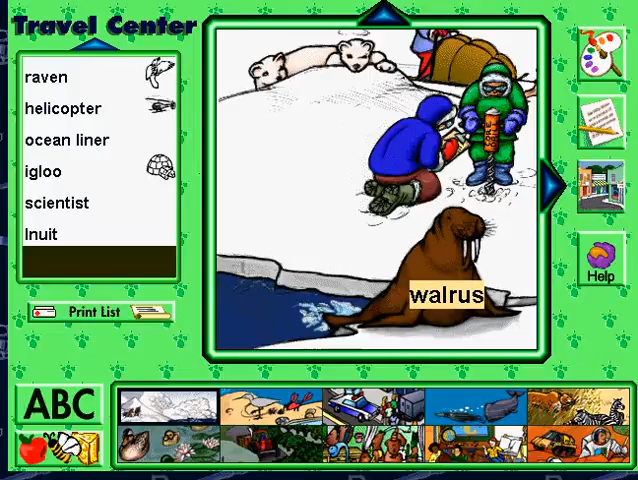 Travel Center
raven
helicopter
ocean liner
igloo
scientist
Inuit
Print List
walrus
Help
ABC